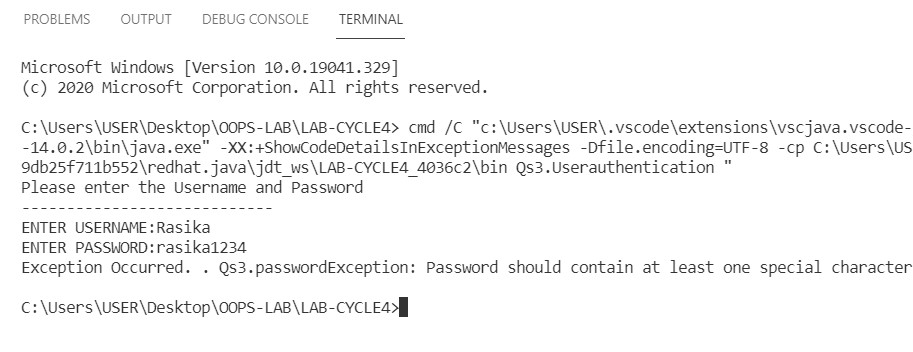 PROBLEMS OUTPUT DEBUG CONSOLE TERMINAL
Microsoft Windows [Version 10.0.19041.329]
(c) 2020 Microsoft Corporation. All rights reserved.
C:\Users\USER\Desktop\OOPS-LAB\LAB-CYCLE4> cmd /C "c:\Users\USER\.vscode\extensions\vscjava.vscode-
-14.0.2\bin\java.exe" -XX:+ShowCodeDetailsInExceptionMessages -Dfile.encoding=UTF-8 -cp C:\Users\US
9db25f711b552\redhat.java\jdt_ws\LAB-CYCLE4_4036c2\bin Qs3.Userauthentication "
Please enter the Username and Password
----------------------------
ENTER USERNAME:Rasika
ENTER PASSWORD:rasika1234
Exception Occurred. . Qs3.passwordException: Password should contain at least one special character
C:\Users\USER\Desktop\OOPS-LAB\LAB-CYCLE4>